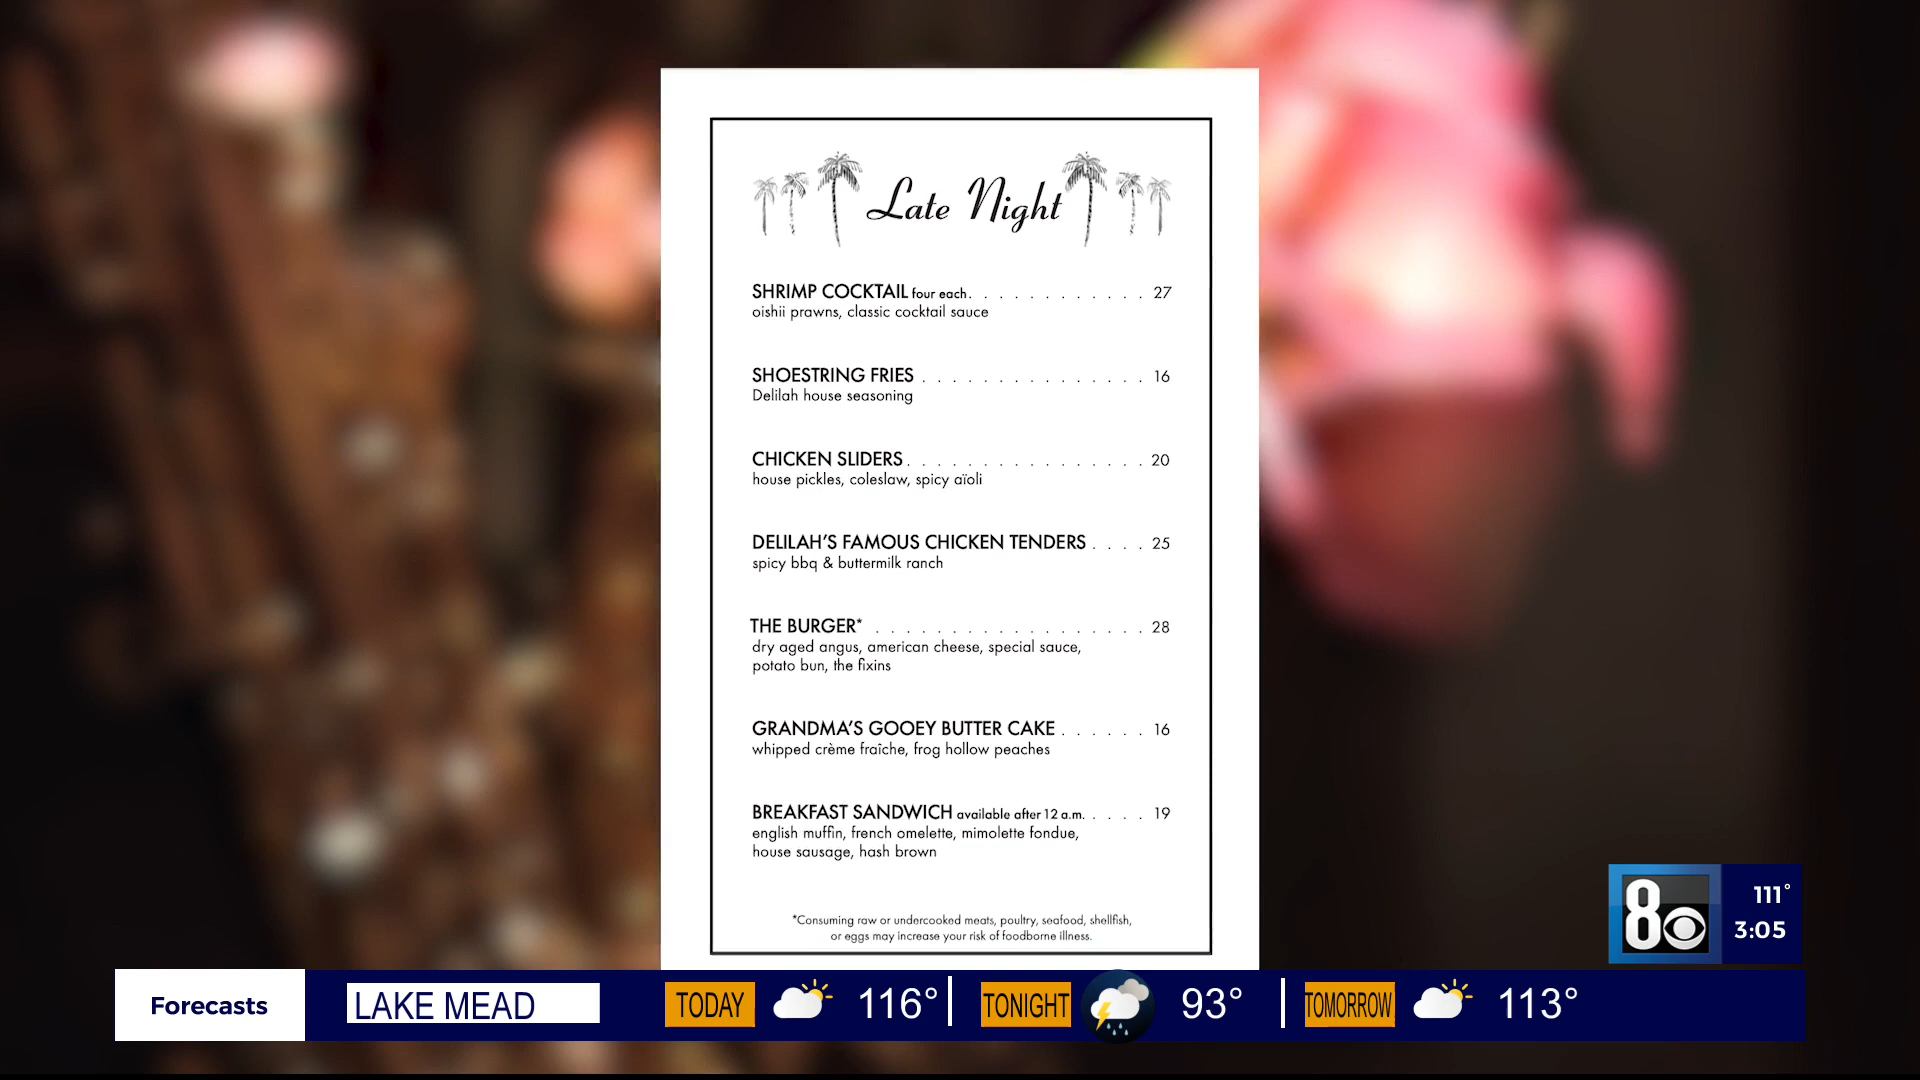 Late Night
SHRIMP COCKTAIL four each. . . . . . . . . . . . 27
oishii prawns, classic cocktail sauce
SHOESTRING FRIES . . . . . . . . . . . . . . . 16
Delilah house seasoning
CHICKEN SLIDERS . . . . . . . . . . . . . . . . 20
house pickles, coleslaw, spicy aïoli
DELILAH'S FAMOUS CHICKEN TENDERS . . . . 25
spicy bbq & buttermilk ranch
THE BURGER* . . . . . . . . . . . . . . . . . . 28
dry aged angus, american cheese, special sauce,
potato bun, the fixins
GRANDMA'S GOOEY BUTTER CAKE . . . . . . 16
whipped crème fraîche, frog hollow peaches
BREAKFAST SANDWICH available after 12 a.m. . . . . 19
english muffin, french omelette, mimolette fondue,
house sausage, hash brown
*Consuming raw or undercooked meats, poultry, seafood, shellfish,
or eggs may increase your risk of foodborne illness.
8
111°
3:05
Forecasts LAKE MEAD TODAY 116° TONIGHT 93° TOMORROW 113°